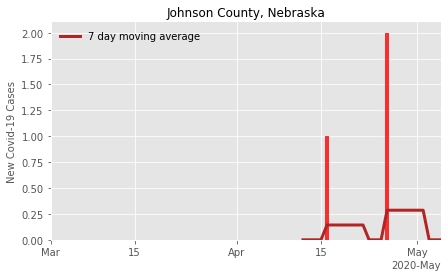 Johnson County, Nebraska
7 day moving average
New Covid-19 Cases
2.00
1.75
1.50
1.25
1.00
0.75
0.50
0.25
0.00
Mar 15 Apr 15 May
2020-May